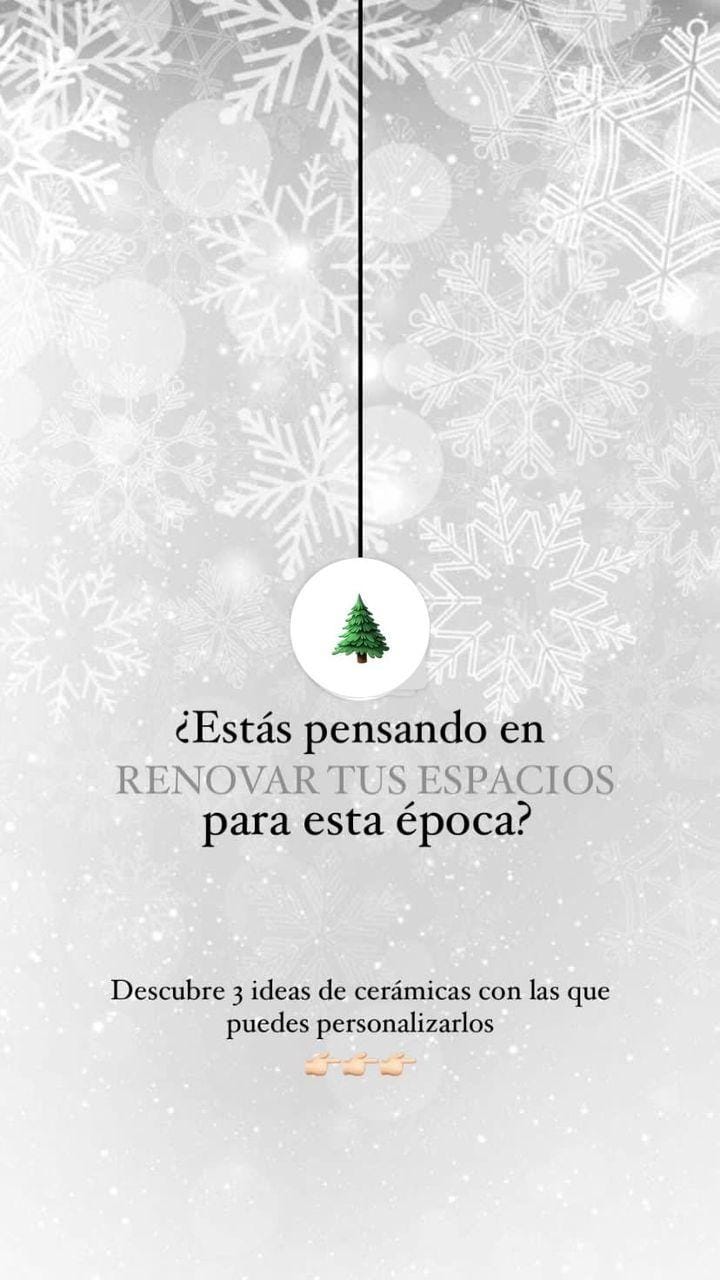 ¿Estás pensando en
RENOVAR TUS ESPACIOS
para esta época?
Descubre 3 ideas de cerámicas con las que
puedes personalizarlos